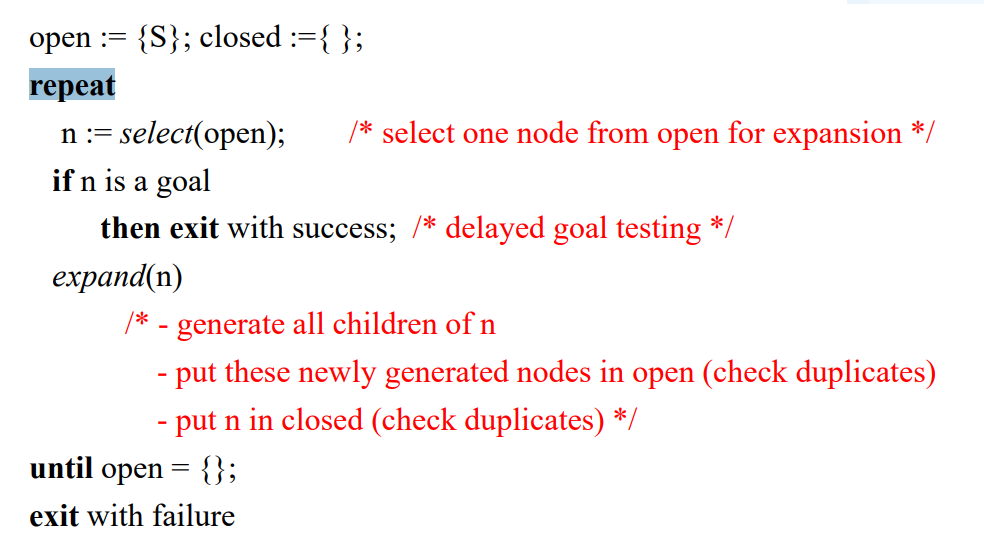 open := {S}; closed :={ };
repeat
n := select(open); /* select one node from open for expansion */
if n is a goal
then exit with success; /* delayed goal testing */
expand(n)
/* - generate all children of n
- put these newly generated nodes in open (check duplicates)
- put n in closed (check duplicates) */
until open = {};
exit with failure